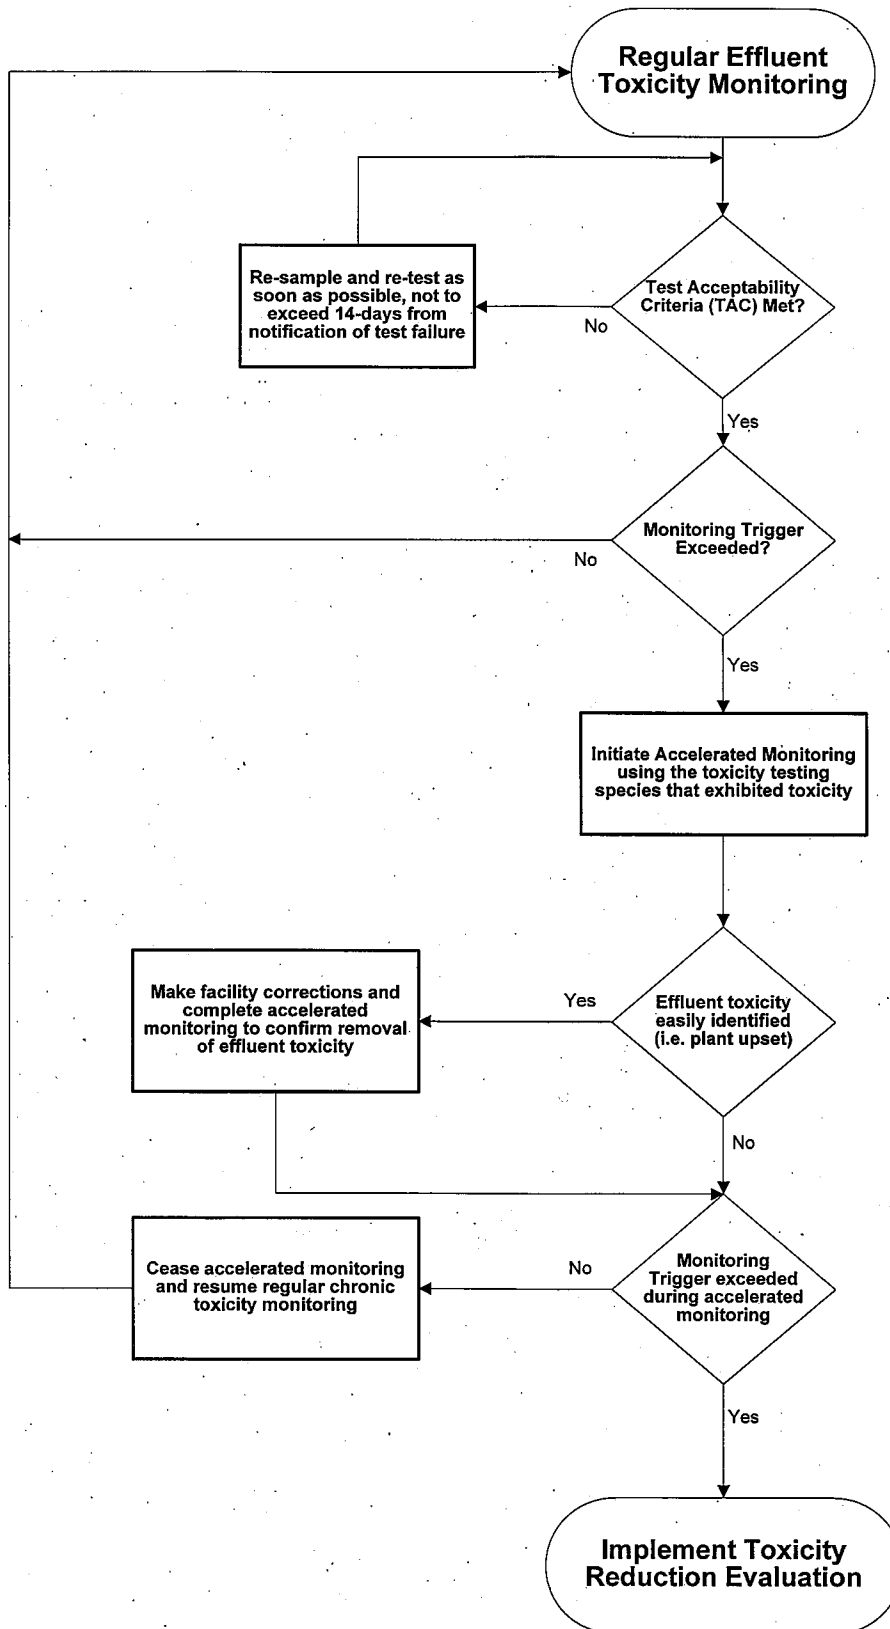 Regular Effluent
Toxicity Monitoring
Re-sample and re-test as
soon as possible, not to
exceed 14-days from
notification of test failure
Test Acceptability
Criteria (TAC) Met?
No
Yes
Monitoring Trigger
Exceeded?
No
Yes
Initiate Accelerated Monitoring
using the toxicity testing
species that exhibited toxicity
Make facility corrections and
complete accelerated
monitoring to confirm removal
of effluent toxicity
Yes
Effluent toxicity
easily identified
(i.e. plant upset)
No
Cease accelerated monitoring
and resume regular chronic
toxicity monitoring
No
Monitoring
Trigger exceeded
during accelerated
monitoring
Yes
Implement Toxicity
Reduction Evaluation